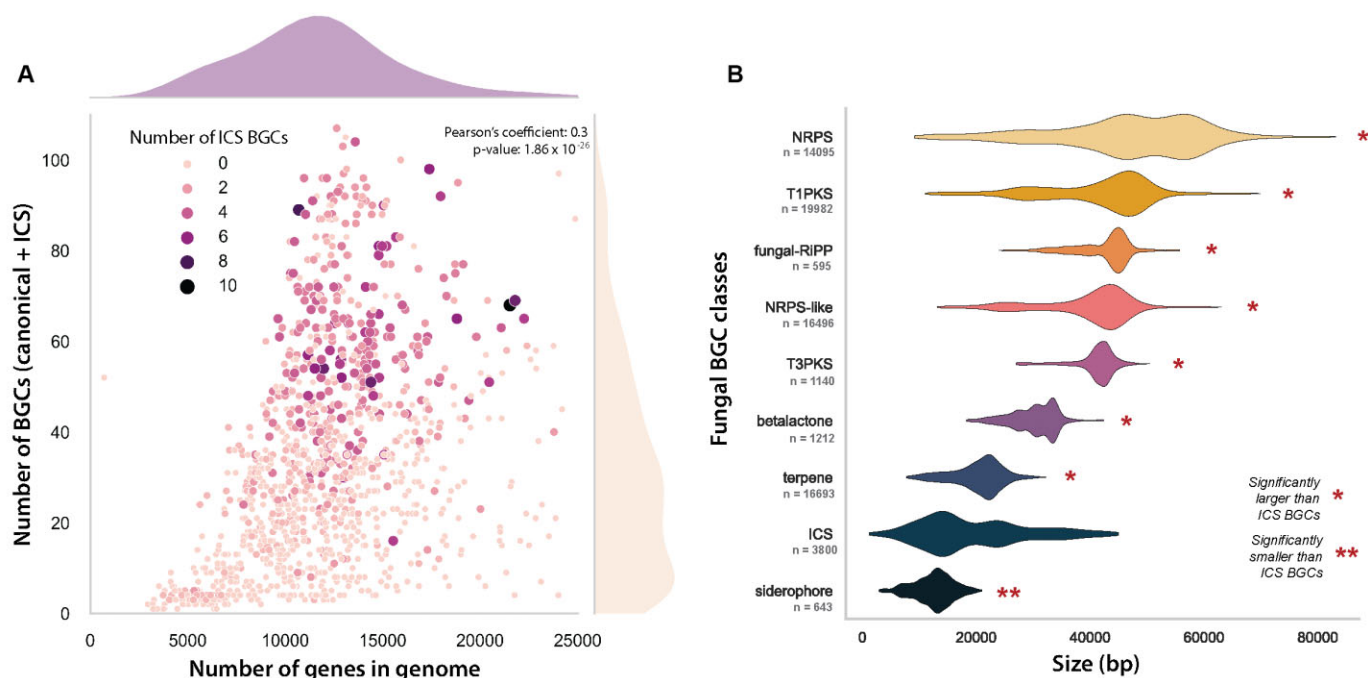 A
Number of ICS BGCs
0
2
4
6
8
10
Pearson's coefficient: 0.3
p-value: 1.86 x 10-26
Number of BGCs (canonical + ICS)
100
80
60
40
20
0
0 5000 10000 15000 20000 25000
Number of genes in genome
B
Fungal BGC classes
NRPS
n = 14095
*
T1PKS
n = 19982
*
fungal-RiPP
n = 595
*
NRPS-like
n = 16496
*
T3PKS
n = 1140
*
betalactone
n = 1212
*
terpene
n = 16693
*
ICS
n = 3800
siderophore
n = 643
**
Significantly
larger than
ICS BGCs
*
Significantly
smaller than
ICS BGCs
**
0 20000 40000 60000 80000
Size (bp)